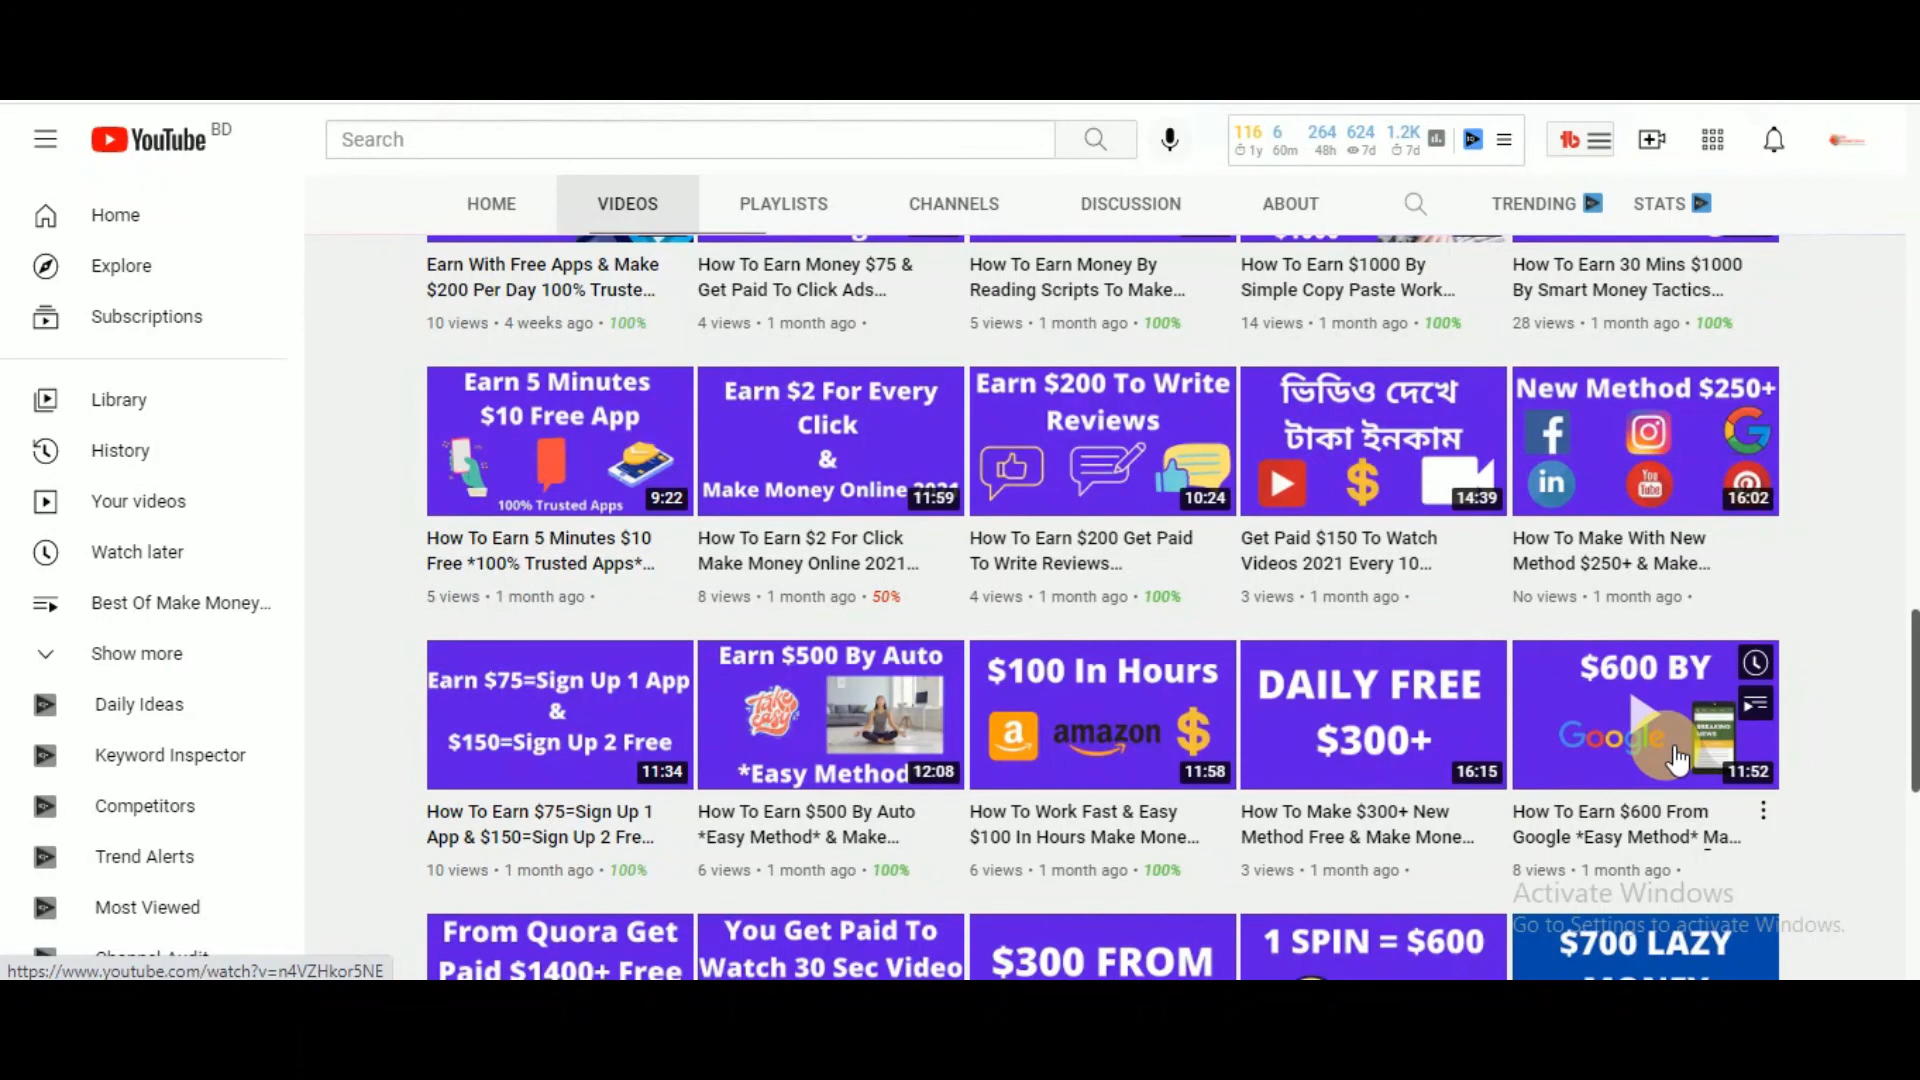 YouTube BD
Search
116 6 264 624 1.2K
1y 60m 48h 7d 7d
HOME VIDEOS PLAYLISTS CHANNELS DISCUSSION ABOUT TRENDING STATS
Home
Explore
Subscriptions
Library
History
Your videos
Watch later
Best Of Make Money...
Show more
Daily Ideas
Keyword Inspector
Competitors
Trend Alerts
Most Viewed
https://www.youtube.com/watch?v=n4VZHkor5NE
Earn With Free Apps & Make
$200 Per Day 100% Truste...
10 views • 4 weeks ago • 100%
How To Earn Money $75 &
Get Paid To Click Ads...
4 views • 1 month ago •
How To Earn Money By
Reading Scripts To Make...
5 views • 1 month ago • 100%
How To Earn $1000 By
Simple Copy Paste Work...
14 views • 1 month ago • 100%
How To Earn 30 Mins $1000
By Smart Money Tactics...
28 views • 1 month ago • 100%
Earn 5 Minutes
$10 Free App
100% Trusted Apps
9:22
How To Earn 5 Minutes $10
Free *100% Trusted Apps*...
5 views • 1 month ago •
Earn $2 For Every
Click
&
Make Money Online
11:59
How To Earn $2 For Click
Make Money Online 2021...
8 views • 1 month ago • 50%
Earn $200 To Write
Reviews
10:24
How To Earn $200 Get Paid
To Write Reviews...
4 views • 1 month ago • 100%
ভিডিও দেখে
টাকা ইনকাম
14:39
Get Paid $150 To Watch
Videos 2021 Every 10...
3 views • 1 month ago •
New Method $250+
in You Tube
16:02
How To Make With New
Method $250+ & Make...
No views • 1 month ago •
Earn $75=Sign Up 1 App
&
$150=Sign Up 2 Free
11:34
How To Earn $75=Sign Up 1
App & $150=Sign Up 2 Fre...
10 views • 1 month ago • 100%
Earn $500 By Auto
take easy
*Easy Method
12:08
How To Earn $500 By Auto
*Easy Method* & Make...
6 views • 1 month ago • 100%
$100 In Hours
a amazon $
11:58
How To Work Fast & Easy
$100 In Hours Make Mone...
6 views • 1 month ago • 100%
DAILY FREE
$300+
16:15
How To Make $300+ New
Method Free & Make Mone...
3 views • 1 month ago •
$600 BY
Google
BREAKING
NEWS
11:52
How To Earn $600 From
Google *Easy Method* Ma...
8 views • 1 month ago •
Activate Windows
Go to Settings to activate Windows.
From Quora Get
Paid $1400+ Free
You Get Paid To
Watch 30 Sec Video
$300 FROM
1 SPIN = $600
$700 LAZY